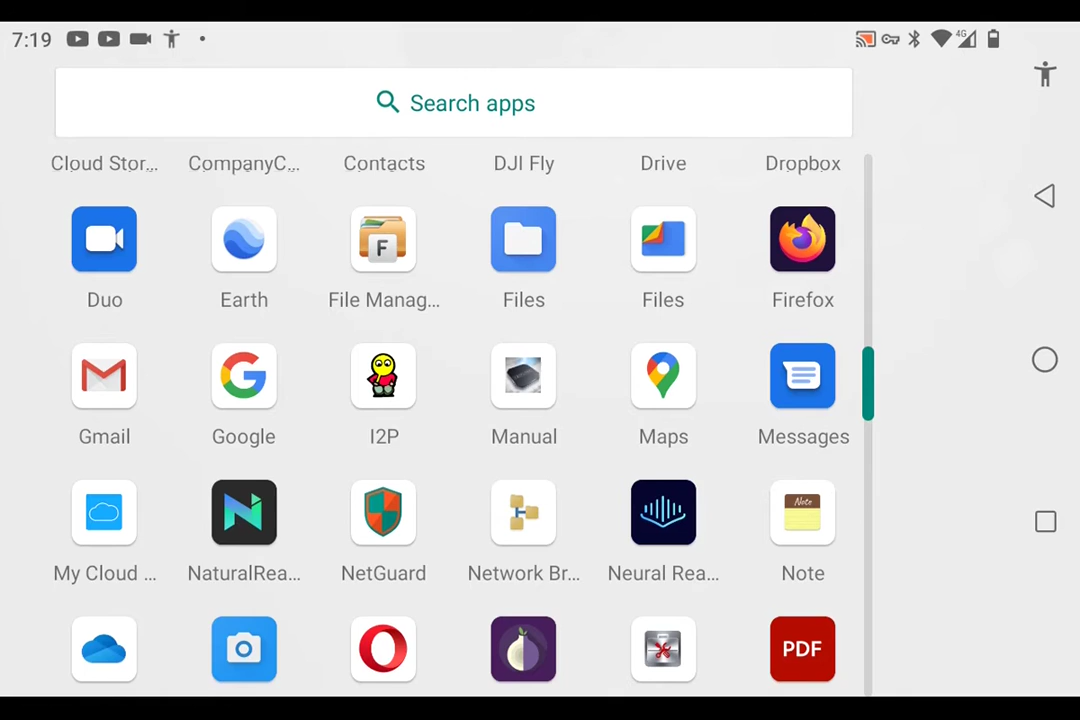 7:19
4G
Search apps
Cloud Stor...
CompanyC...
Contacts
DJI Fly
Drive
Dropbox
Duo
Earth
F
File Manag...
Files
Files
Firefox
Gmail
Google
I2P
Manual
Maps
Messages
My Cloud ...
NaturalRea...
NetGuard
Network Br...
Neural Rea...
Note
Note
PDF